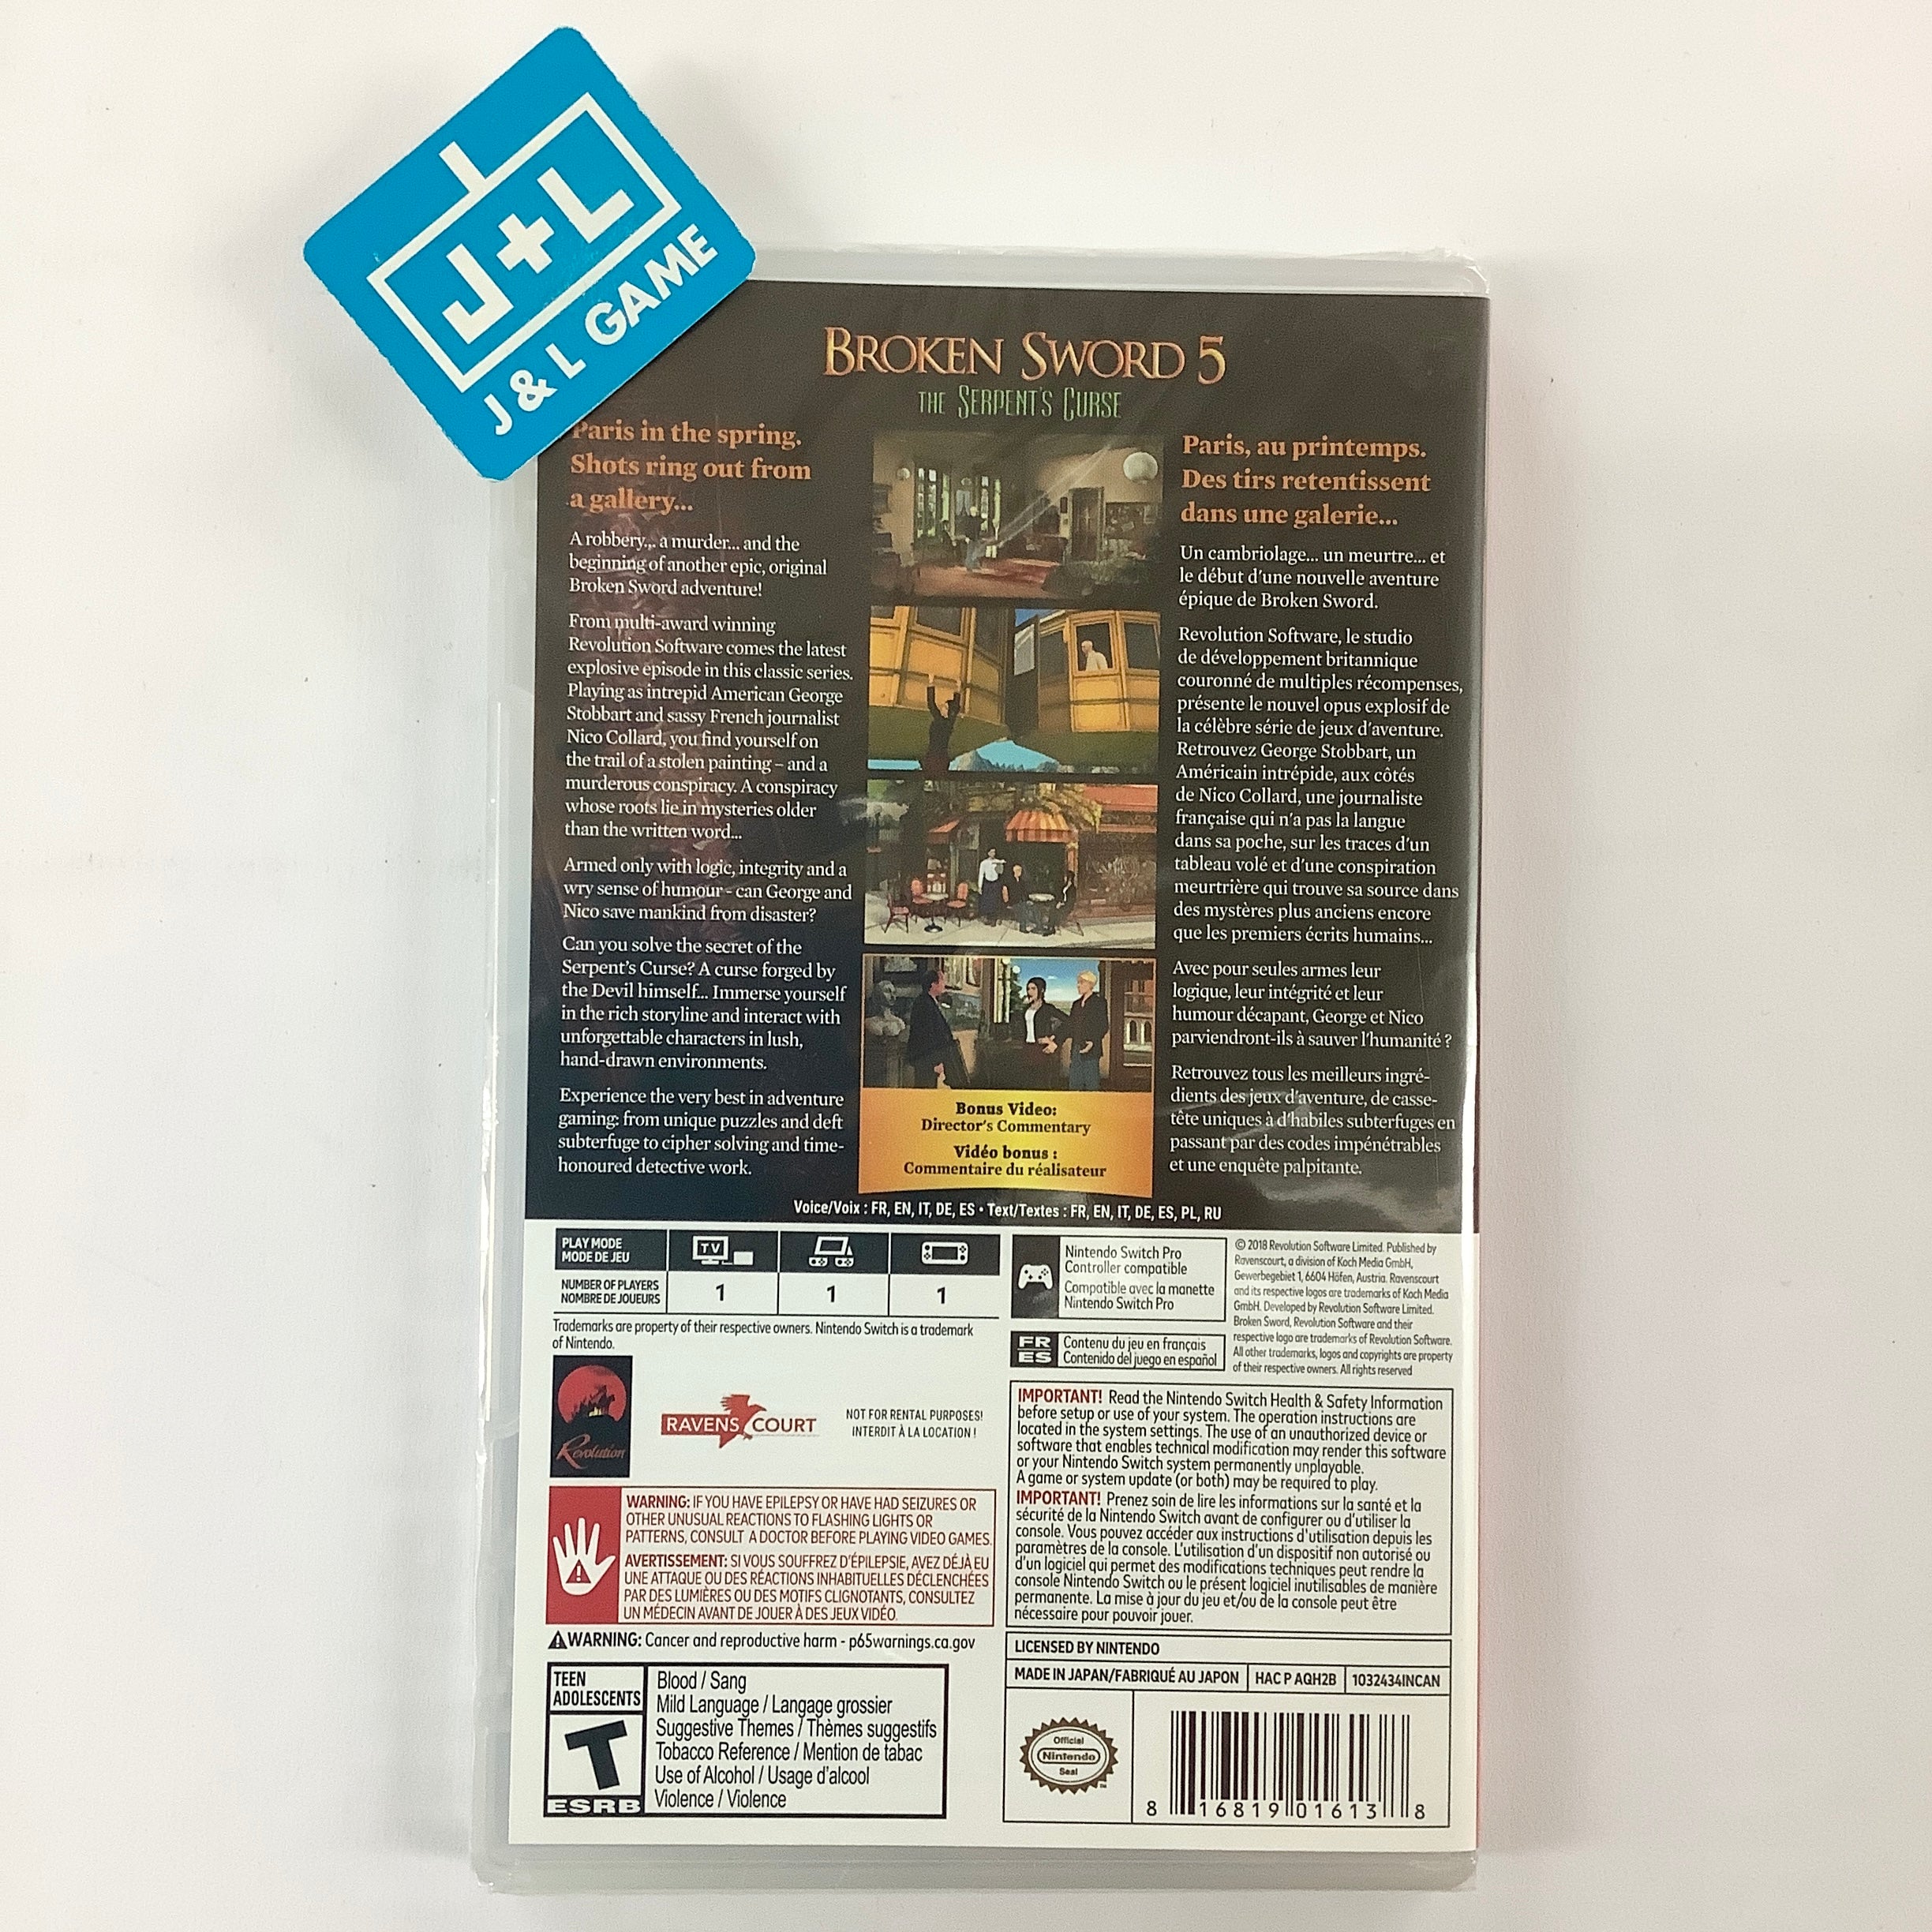 J+L
J & L GAME
BROKEN SWORD 5
THE SERPENT'S CURSE
Paris in the spring.
Shots ring out from
a gallery...
A robbery... a murder... and the
beginning of another epic, original
Broken Sword adventure!
From multi-award winning
Revolution Software comes the latest
explosive episode in this classic series.
Playing as intrepid American George
Stobbart and sassy French journalist
Nico Collard, you find yourself on
the trail of a stolen painting – and a
murderous conspiracy. A conspiracy
whose roots lie in mysteries older
than the written word...
Armed only with logic, integrity and a
wry sense of humour - can George and
Nico save mankind from disaster?
Can you solve the secret of the
Serpent's Curse? A curse forged by
the Devil himself... Immerse yourself
in the rich storyline and interact with
unforgettable characters in lush,
hand-drawn environments.
Experience the very best in adventure
gaming: from unique puzzles and deft
subterfuge to cipher solving and time-
honoured detective work.
Bonus Video:
Director's Commentary
Vidéo bonus :
Commentaire du réalisateur
Paris, au printemps.
Des tirs retentissent
dans une galerie...
Un cambriolage... un meurtre... et
le début d'une nouvelle aventure
épique de Broken Sword.
Revolution Software, le studio
de développement britannique
couronné de multiples récompenses,
présente le nouvel opus explosif de
la célèbre série de jeux d'aventure.
Retrouvez George Stobbart, un
Américain intrépide, aux côtés
de Nico Collard, une journaliste
française qui n'a pas la langue
dans sa poche, sur les traces d'un
tableau volé et d'une conspiration
meurtrière qui trouve sa source dans
des mystères plus anciens encore
que les premiers écrits humains...
Avec pour seules armes leur
logique, leur intégrité et leur
humour décapant, George et Nico
parviendront-ils à sauver l'humanité ?
Retrouvez tous les meilleurs ingré-
dients des jeux d'aventure, de casse-
tête uniques à d'habiles subterfuges en
passant par des codes impénétrables
et une enquête palpitante.
Voice/Voix : FR, EN, IT, DE, ES • Text/Textes : FR, EN, IT, DE, ES, PL, RU
PLAY MODE
MODE DE JEU
TV
NUMBER OF PLAYERS
NOMBRE DE JOUEURS
1 1 1
Trademarks are property of their respective owners. Nintendo Switch is a trademark
of Nintendo.
Nintendo Switch Pro
Controller compatible
Compatible avec la manette
Nintendo Switch Pro
FR
ES
Contenu du jeu en français
Contenido del juego en español
© 2018 Revolution Software Limited. Published by
Ravenscourt, a division of Koch Media GmbH,
Gewerbegebiet 1, 6604 Höfen, Austria. Ravenscourt
and its respective logos are trademarks of Koch Media
GmbH. Developed by Revolution Software Limited.
Broken Sword, Revolution Software and their
respective logo are trademarks of Revolution Software.
All other trademarks, logos and copyrights are property
of their respective owners. All rights reserved
Revolution
RAVENSCOURT
NOT FOR RENTAL PURPOSES!
INTERDIT À LA LOCATION !
WARNING: IF YOU HAVE EPILEPSY OR HAVE HAD SEIZURES OR
OTHER UNUSUAL REACTIONS TO FLASHING LIGHTS OR
PATTERNS, CONSULT A DOCTOR BEFORE PLAYING VIDEO GAMES.
AVERTISSEMENT: SI VOUS SOUFFREZ D'ÉPILEPSIE, AVEZ DÉJÀ EU
UNE ATTAQUE OU DES RÉACTIONS INHABITUELLES DÉCLENCHÉES
PAR DES LUMIÈRES OU DES MOTIFS CLIGNOTANTS, CONSULTEZ
UN MÉDECIN AVANT DE JOUER À DES JEUX VIDÉO.
WARNING: Cancer and reproductive harm - p65warnings.ca.gov
IMPORTANT! Read the Nintendo Switch Health & Safety Information
before setup or use of your system. The operation instructions are
located in the system settings. The use of an unauthorized device or
software that enables technical modification may render this software
or your Nintendo Switch system permanently unplayable.
A game or system update (or both) may be required to play.
IMPORTANT! Prenez soin de lire les informations sur la santé et la
sécurité de la Nintendo Switch avant de configurer ou d'utiliser la
console. Vous pouvez accéder aux instructions d'utilisation depuis les
paramètres de la console. L'utilisation d'un dispositif non autorisé ou
d'un logiciel qui permet des modifications techniques peut rendre la
console Nintendo Switch ou le présent logiciel inutilisables de manière
permanente. La mise à jour du jeu et/ou de la console peut être
nécessaire pour pouvoir jouer.
TEEN
ADOLESCENTS
T
ESRB
Blood / Sang
Mild Language / Langage grossier
Suggestive Themes / Thèmes suggestifs
Tobacco Reference / Mention de tabac
Use of Alcohol / Usage d'alcool
Violence / Violence
LICENSED BY NINTENDO
MADE IN JAPAN/FABRIQUÉ AU JAPON HAC P AQH2B 1032434INCAN
Official
Nintendo
Seal
8 16819 01613 8